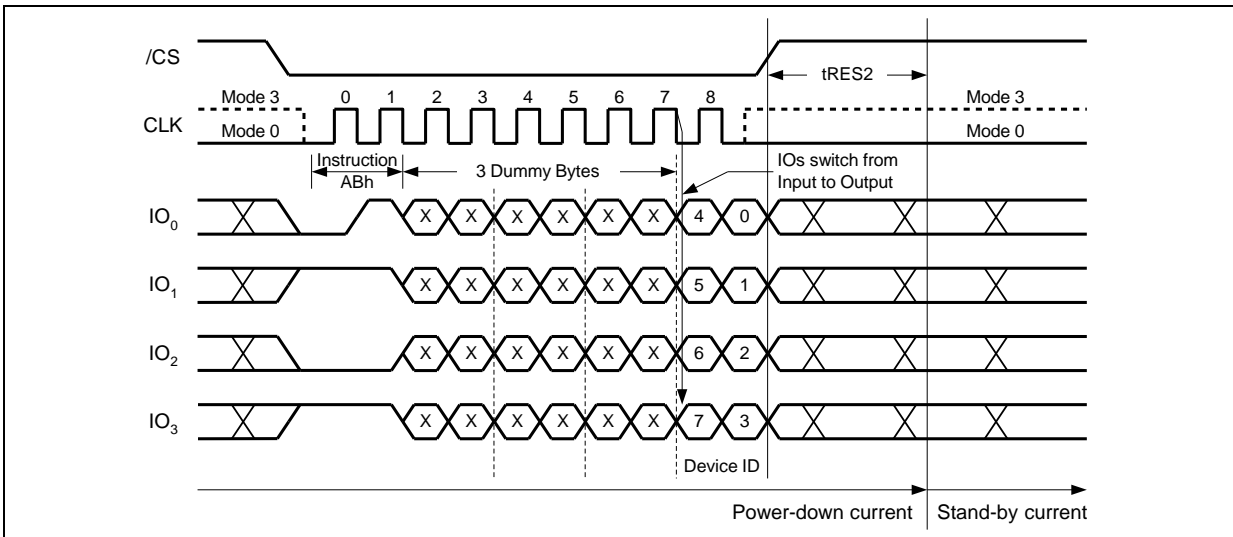 /CS
tRES2
Mode 3 0 1 2 3 4 5 6 7 8 Mode 3
CLK
Mode 0 Mode 0
Instruction
ABh
3 Dummy Bytes
IOs switch from
Input to Output
IO0 X X X X X X 4 0
IO1 X X X X X X 5 1
IO2 X X X X X X 6 2
IO3 X X X X X X 7 3
Device ID
Power-down current Stand-by current